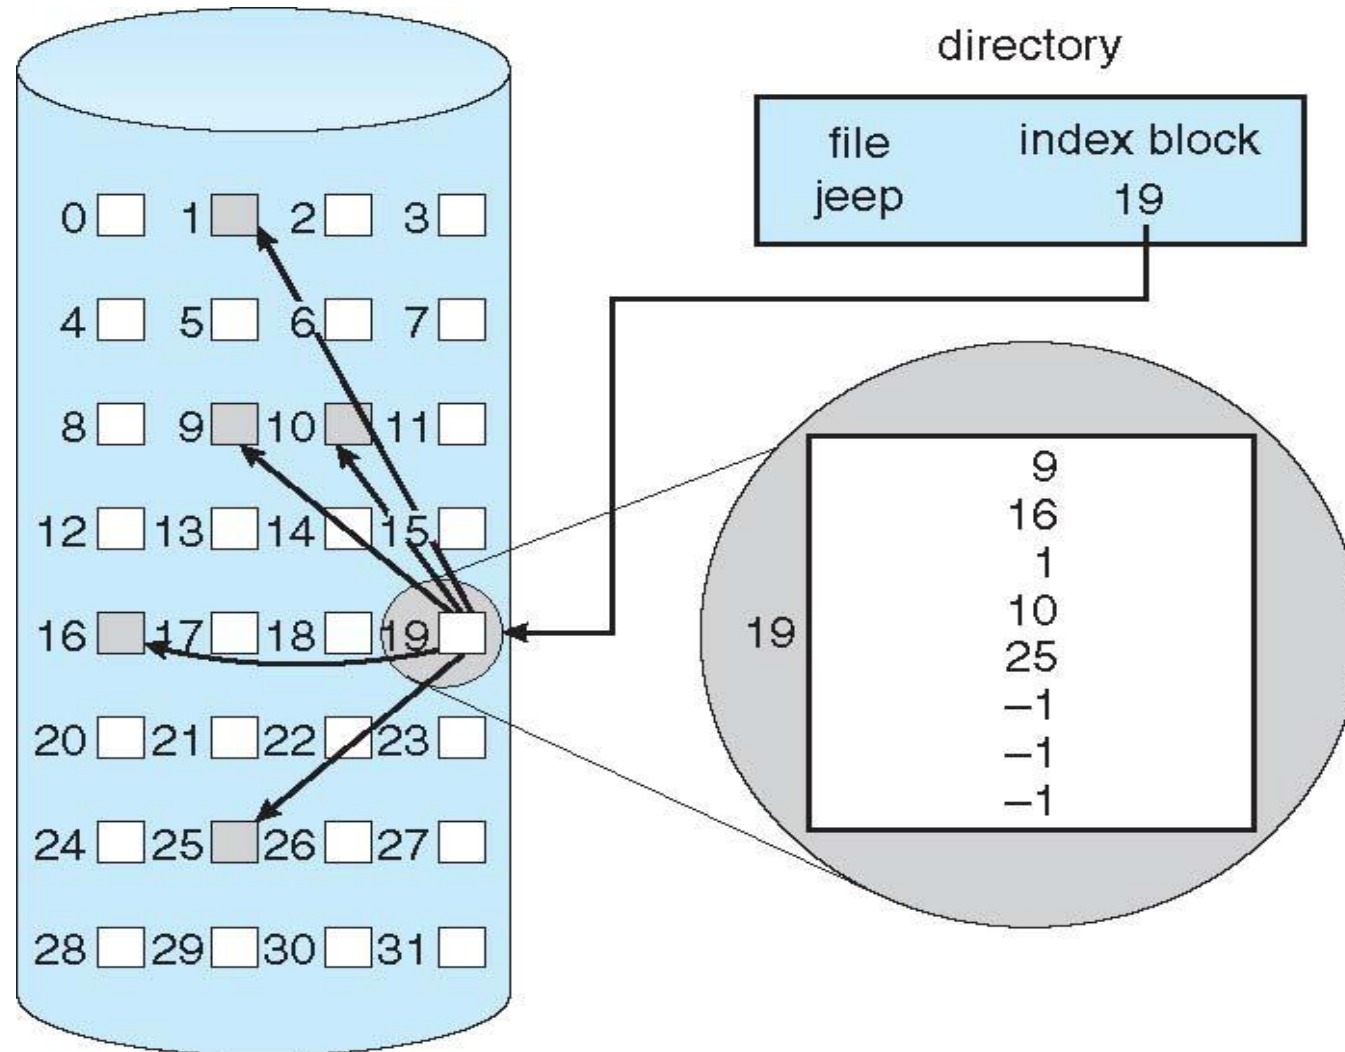 directory
file index block
jeep 19
0 1 2 3
4 5 6 7
8 9 10 11
12 13 14 15
16 17 18 19
20 21 22 23
24 25 26 27
28 29 30 31
19
9
16
1
10
25
–1
–1
–1